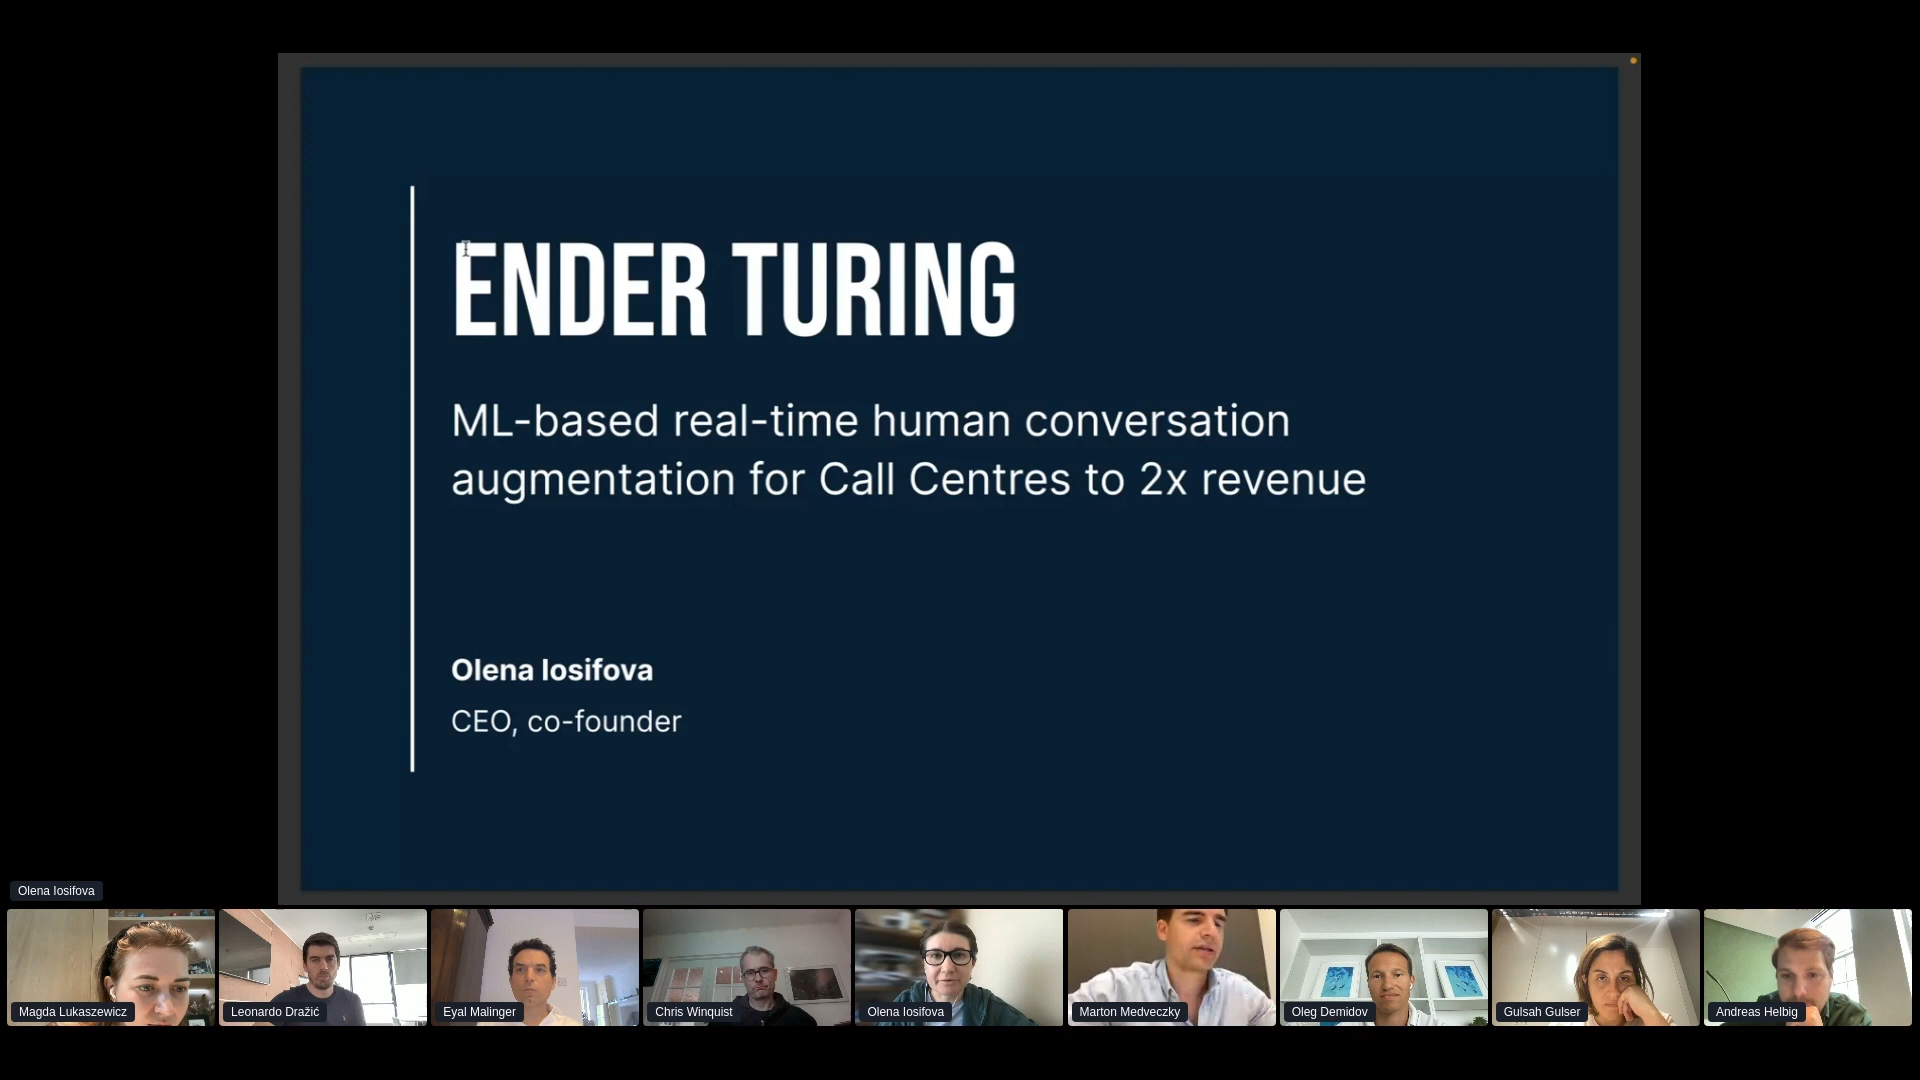 ENDER TURING
ML-based real-time human conversation
augmentation for Call Centres to 2x revenue
Olena Iosifova
CEO, co-founder
Olena Iosifova
Magda Lukaszewicz
Leonardo Dražić
Eyal Malinger
Chris Winquist
Olena Iosifova
Marton Medveczky
Oleg Demidov
Gulsah Gulser
Andreas Helbig